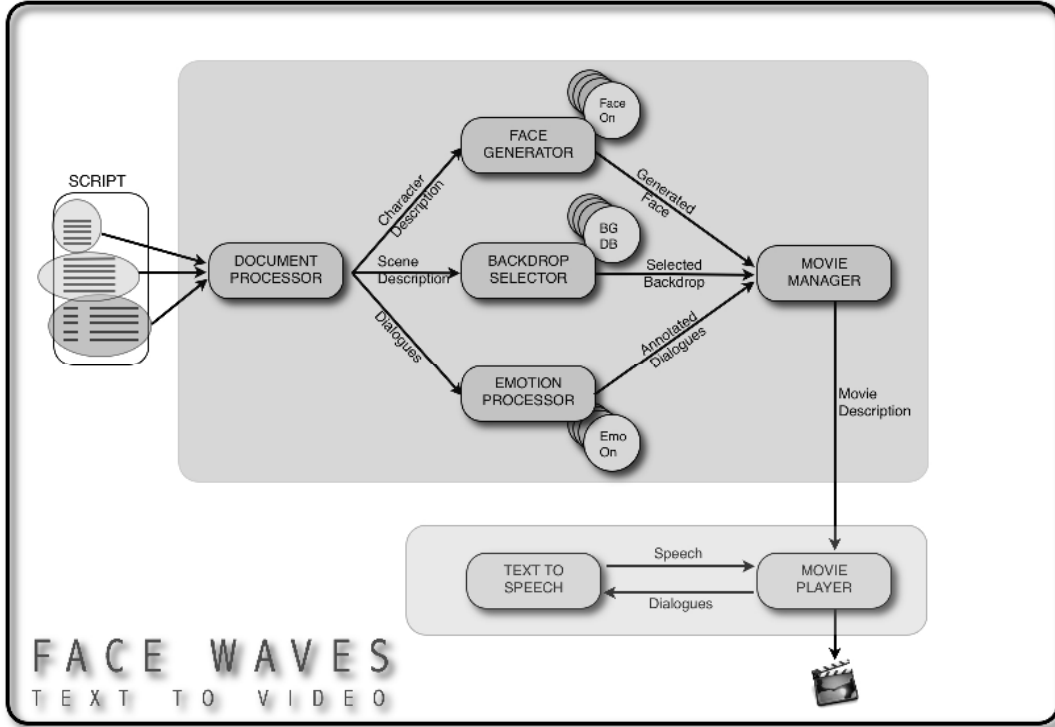 SCRIPT
DOCUMENT
PROCESSOR
Character
Description
Scene
Description
Dialogues
FACE
GENERATOR
Face
On
BACKDROP
SELECTOR
BG
DB
EMOTION
PROCESSOR
Emo
On
Generated
Face
Selected
Backdrop
Annotated
Dialogues
MOVIE
MANAGER
Movie
Description
TEXT TO
SPEECH
Speech
Dialogues
MOVIE
PLAYER
FACE WAVES
TEXT TO VIDEO